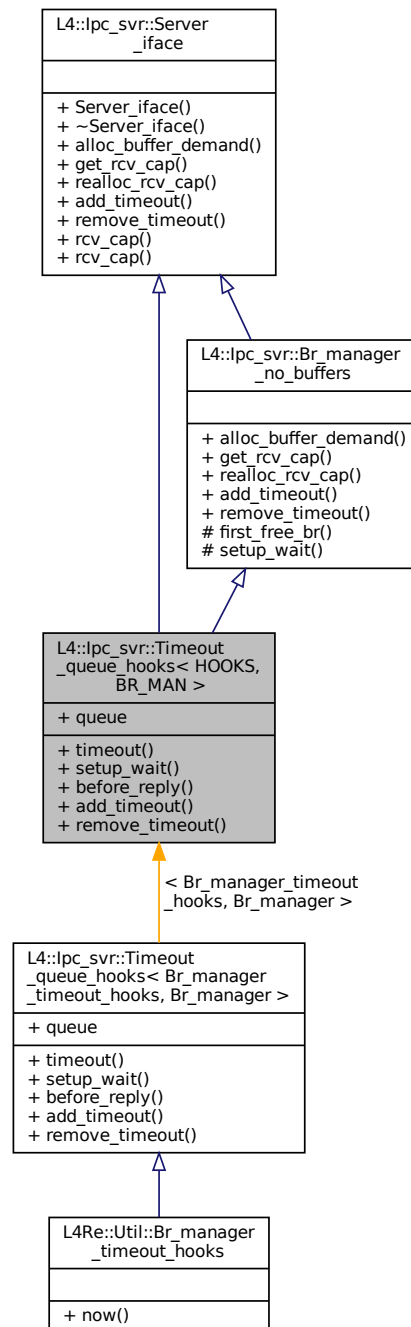 L4::Ipc_svr::Server
_iface
+ Server_iface()
+ ~Server_iface()
+ alloc_buffer_demand()
+ get_rcv_cap()
+ realloc_rcv_cap()
+ add_timeout()
+ remove_timeout()
+ rcv_cap()
+ rcv_cap()
L4::Ipc_svr::Br_manager
_no_buffers
+ alloc_buffer_demand()
+ get_rcv_cap()
+ realloc_rcv_cap()
+ add_timeout()
+ remove_timeout()
# first_free_br()
# setup_wait()
L4::Ipc_svr::Timeout
_queue_hooks< HOOKS,
BR_MAN >
+ queue
+ timeout()
+ setup_wait()
+ before_reply()
+ add_timeout()
+ remove_timeout()
< Br_manager_timeout
_hooks, Br_manager >
L4::Ipc_svr::Timeout
_queue_hooks< Br_manager
_timeout_hooks, Br_manager >
+ queue
+ timeout()
+ setup_wait()
+ before_reply()
+ add_timeout()
+ remove_timeout()
L4Re::Util::Br_manager
_timeout_hooks
+ now()